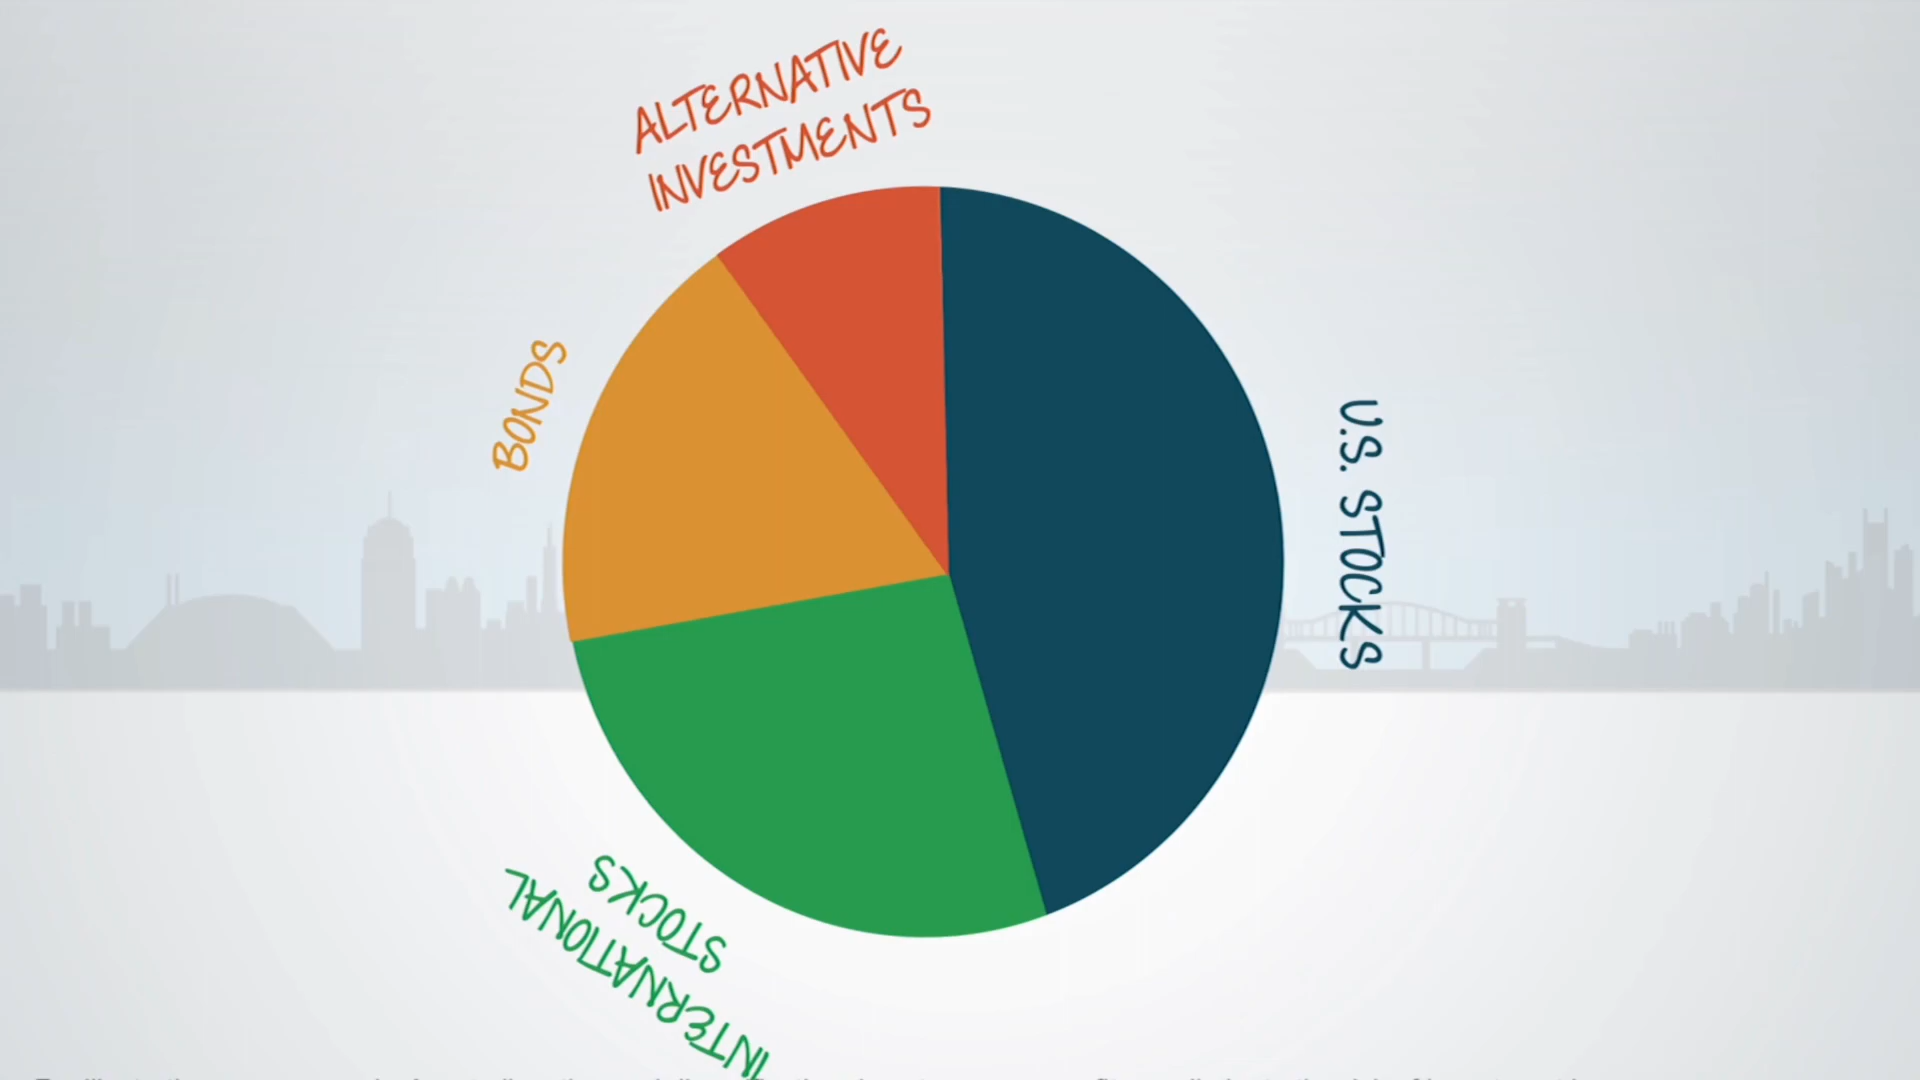 ALTERNATIVE
INVESTMENTS
BONDS
U.S. STOCKS
INTERNATIONAL
STOCKS